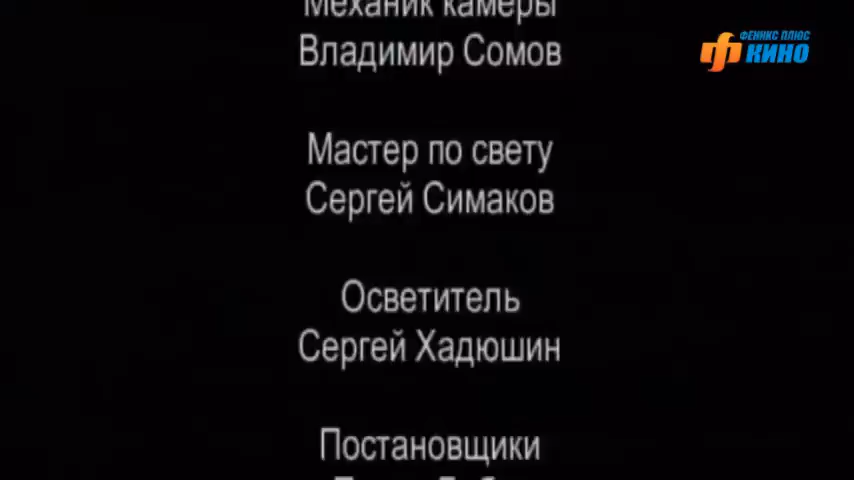 Механик камеры
Владимир Сомов
ФЕНИКС ПЛЮС
КИНО
Мастер по свету
Сергей Симаков
Осветитель
Сергей Хадюшин
Постановщики